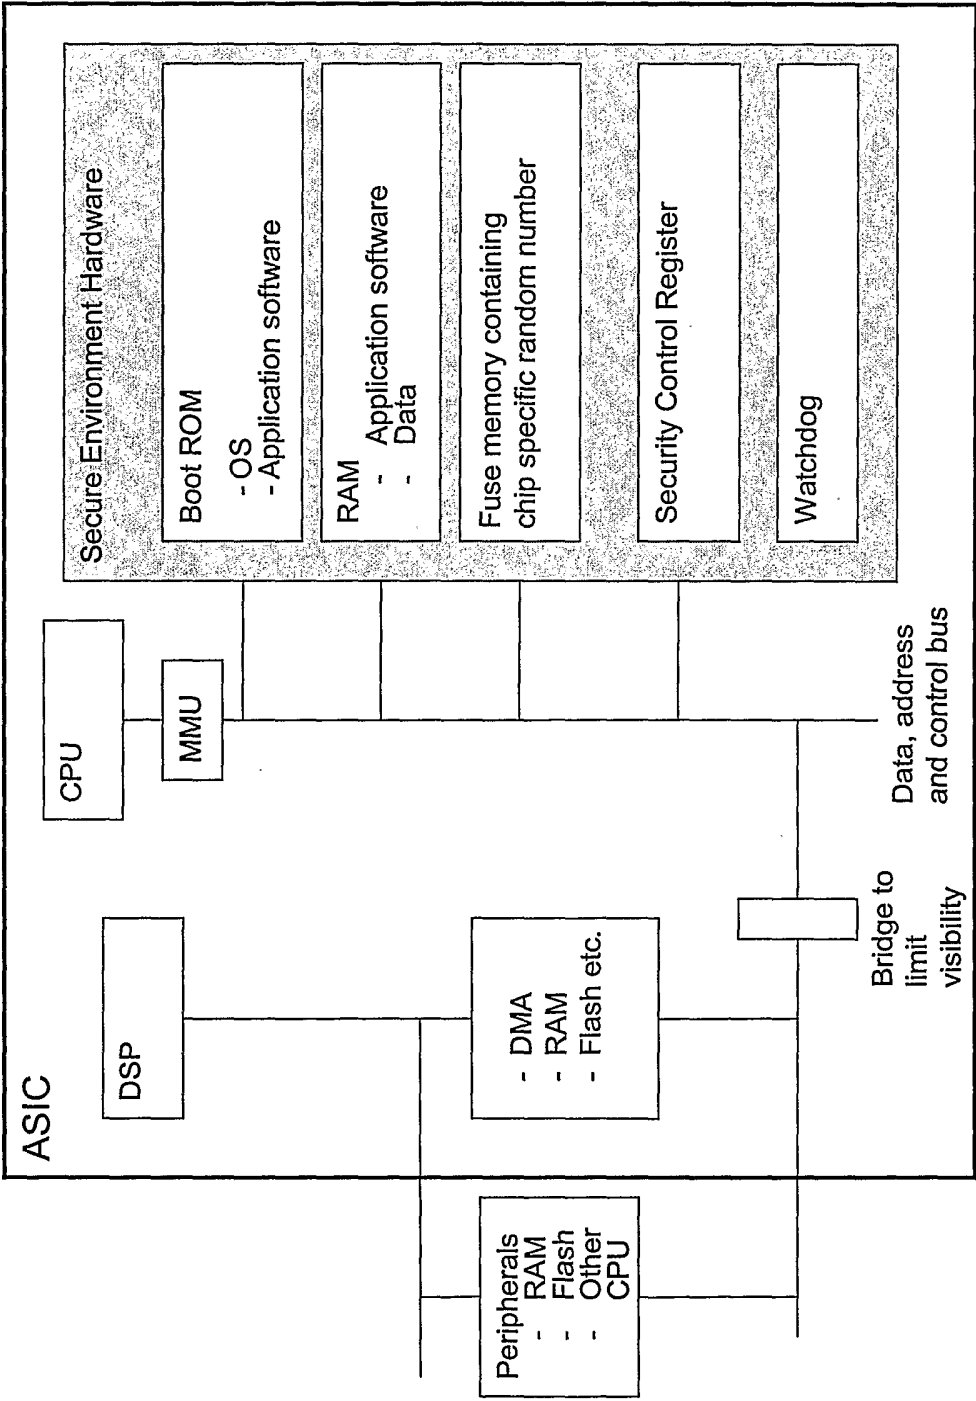 ASIC
DSP
CPU
MMU
Secure Environment Hardware
Boot ROM
- OS
- Application software
RAM
- Application software
- Data
Fuse memory containing
chip specific random number
Security Control Register
Watchdog
Peripherals
- RAM
- Flash
- Other
CPU
- DMA
- RAM
- Flash etc.
Bridge to
limit
visibility
Data, address
and control bus